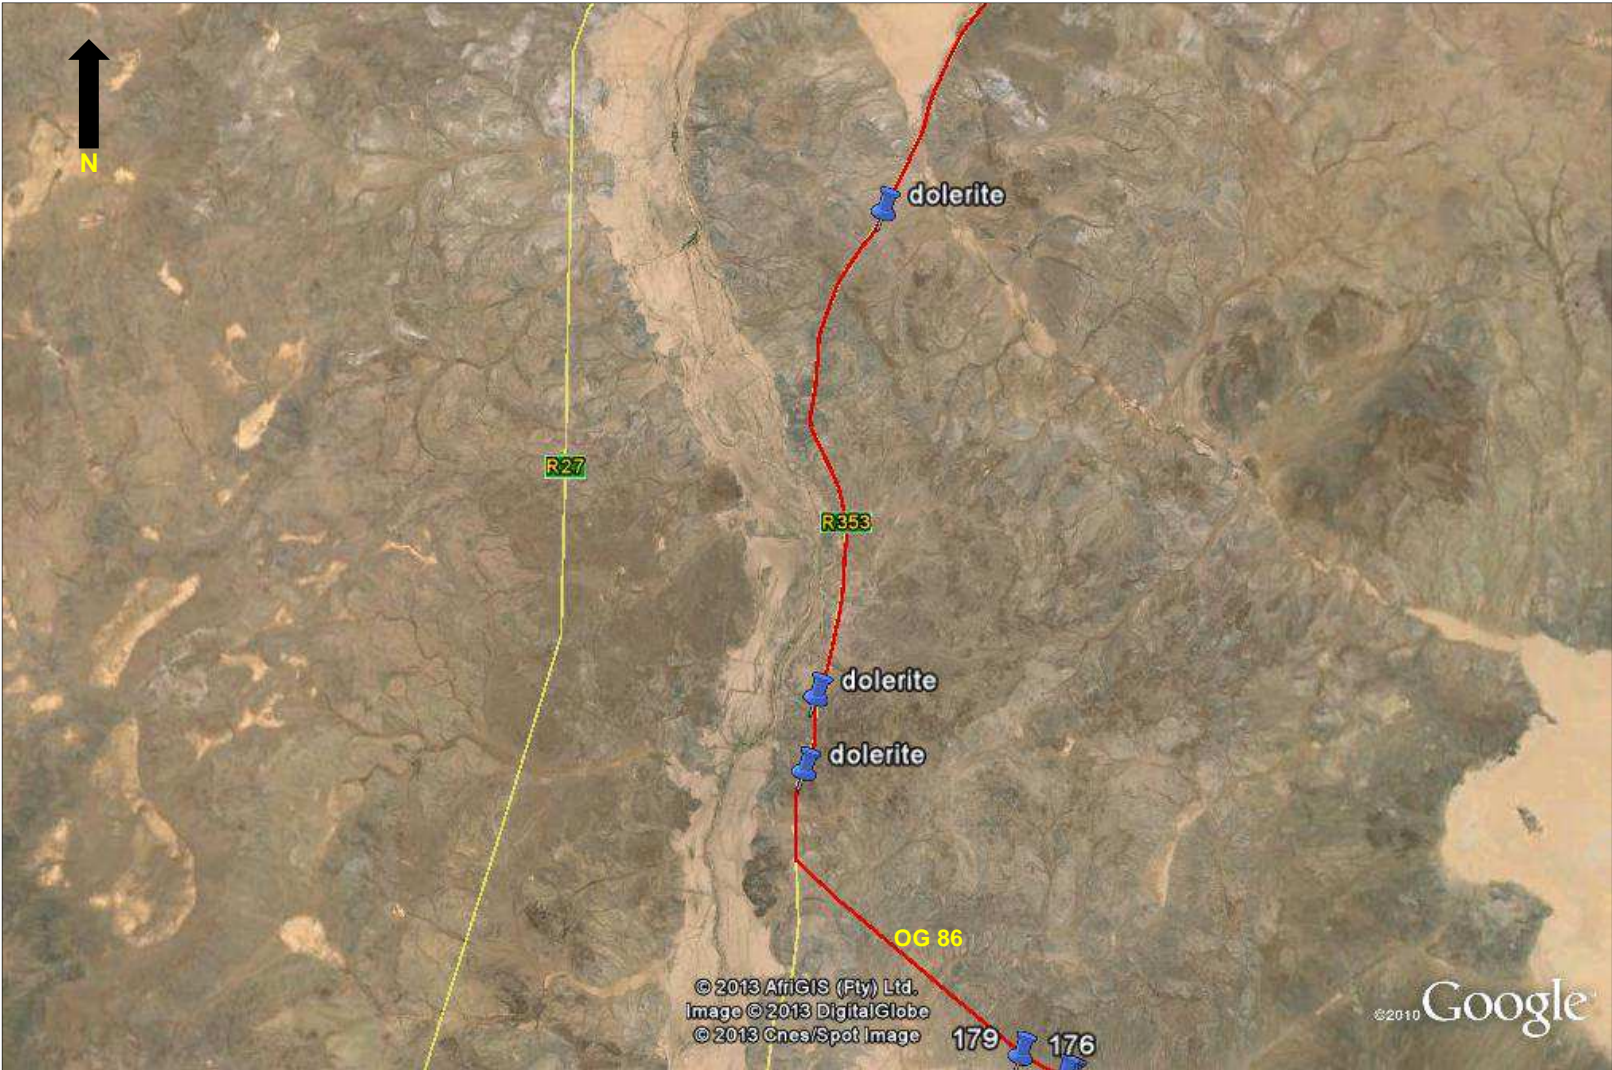 N
dolerite
R27
R353
dolerite
dolerite
OG 86
© 2013 AfriGIS (Pty) Ltd.
Image © 2013 DigitalGlobe
© 2013 Cnes/Spot Image
©2010 Google
179 176